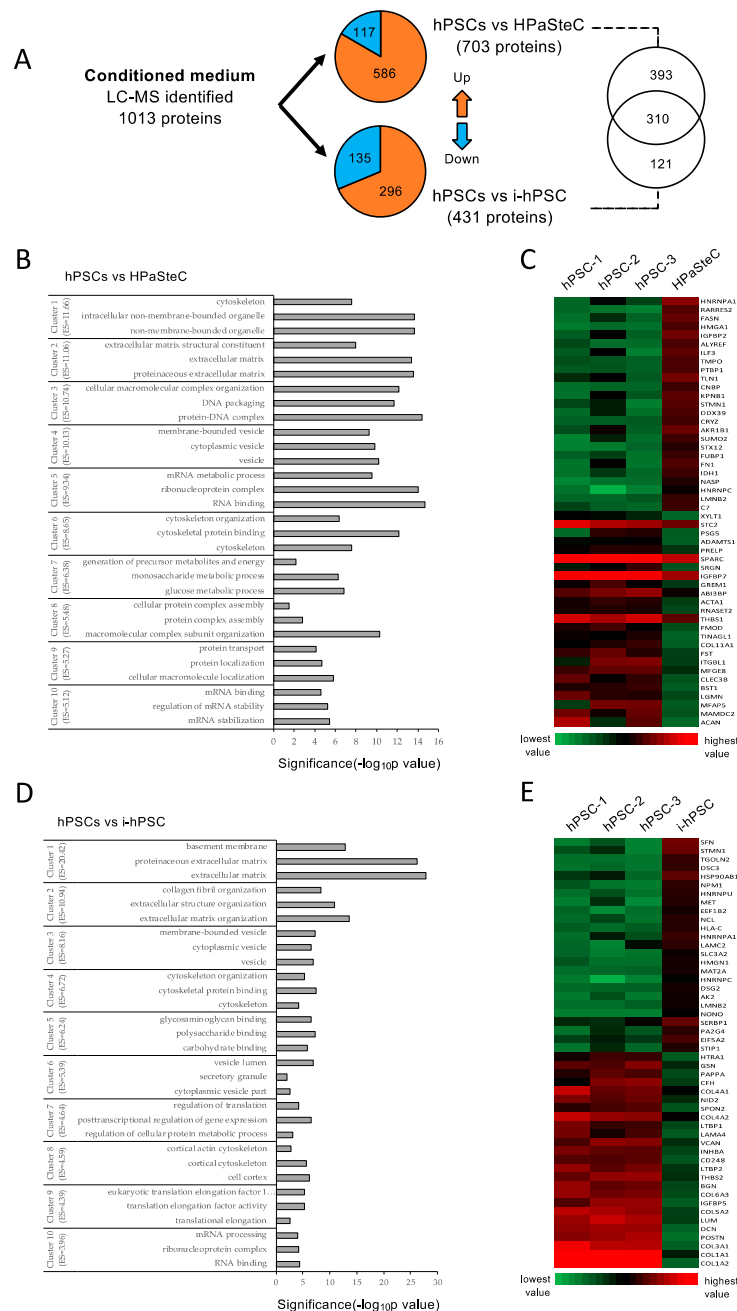 A
Conditioned medium
LC-MS identified
1013 proteins
117
586
135
296
hPSCs vs HPaSteC
(703 proteins)
Up
Down
hPSCs vs i-hPSC
(431 proteins)
393
310
121
B
hPSCs vs HPaSteC
Cluster 1
(ES=11.66)
cytoskeleton
intracellular non-membrane-bounded organelle
non-membrane-bounded organelle
Cluster 2
(ES=11.06)
extracellular matrix structural constituent
extracellular matrix
proteinaceous extracellular matrix
Cluster 3
(ES=10.74)
cellular macromolecular complex organization
DNA packaging
protein-DNA complex
Cluster 4
(ES=10.13)
membrane-bounded vesicle
cytoplasmic vesicle
vesicle
Cluster 5
(ES=9.34)
mRNA metabolic process
ribonucleoprotein complex
RNA binding
Cluster 6
(ES=8.65)
cytoskeleton organization
cytoskeletal protein binding
cytoskeleton
Cluster 7
(ES=6.38)
generation of precursor metabolites and energy
monosaccharide metabolic process
glucose metabolic process
Cluster 8
(ES=5.48)
cellular protein complex assembly
protein complex assembly
macromolecular complex subunit organization
Cluster 9
(ES=5.27)
protein transport
protein localization
cellular macromolecule localization
Cluster 10
(ES=5.12)
mRNA binding
regulation of mRNA stability
mRNA stabilization
0 2 4 6 8 10 12 14 16
Significance(-log10p value)
C
hPSC-1
hPSC-2
hPSC-3
HPaSteC
HNRNPA1
RARRES2
FASN
HMGA1
IGFBP2
ALYREF
ILF3
TMPO
PTBP1
TLN1
CNBP
KPNB1
STMN1
DDX39
CRYZ
AKR1B1
SUMO2
STX12
FUBP1
FN1
IDH1
NASP
HNRNPC
LMNB2
C7
XYLT1
STC2
PSG5
ADAMTS1
PRELP
SPARC
SRGN
IGFBP7
GREM1
ABI3BP
ACTA1
RNASET2
THBS1
FMOD
TINAGL1
COL11A1
FST
ITGBL1
MFGE8
CLEC3B
BST1
LGMN
MFAP5
MAMDC2
ACAN
lowest
value
highest
value
D
hPSCs vs i-hPSC
Cluster 1
(ES=20.42)
basement membrane
proteinaceous extracellular matrix
extracellular matrix
Cluster 2
(ES=10.94)
collagen fibril organization
extracellular structure organization
extracellular matrix organization
Cluster 3
(ES=8.16)
membrane-bounded vesicle
cytoplasmic vesicle
vesicle
Cluster 4
(ES=6.72)
cytoskeleton organization
cytoskeletal protein binding
cytoskeleton
Cluster 5
(ES=6.24)
glycosaminoglycan binding
polysaccharide binding
carbohydrate binding
Cluster 6
(ES=5.39)
vesicle lumen
secretory granule
cytoplasmic vesicle part
Cluster 7
(ES=4.64)
regulation of translation
posttranscriptional regulation of gene expression
regulation of cellular protein metabolic process
Cluster 8
(ES=4.59)
cortical actin cytoskeleton
cortical cytoskeleton
cell cortex
Cluster 9
(ES=4.39)
eukaryotic translation elongation factor 1…
translation elongation factor activity
translational elongation
Cluster 10
(ES=3.96)
mRNA processing
ribonucleoprotein complex
RNA binding
0 5 10 15 20 25 30
Significance(-log10p value)
E
hPSC-1
hPSC-2
hPSC-3
i-hPSC
SFN
STMN1
TGOLN2
DSC3
HSP90AB1
NPM1
HNRNPU
MET
EEF1B2
NCL
HLA-C
HNRNPA1
LAMC2
SLC3A2
HMGN1
MAT2A
HNRNPC
DSG2
AK2
LMNB2
NONO
SERBP1
PA2G4
EIF5A2
STIP1
HTRA1
GSN
PAPPA
CFH
COL4A1
NID2
SPON2
COL4A2
LTBP1
LAMA4
VCAN
INHBA
CD248
LTBP2
THBS2
BGN
COL6A3
IGFBP5
COL5A2
LUM
DCN
POSTN
COL3A1
COL1A1
COL1A2
lowest
value
highest
value